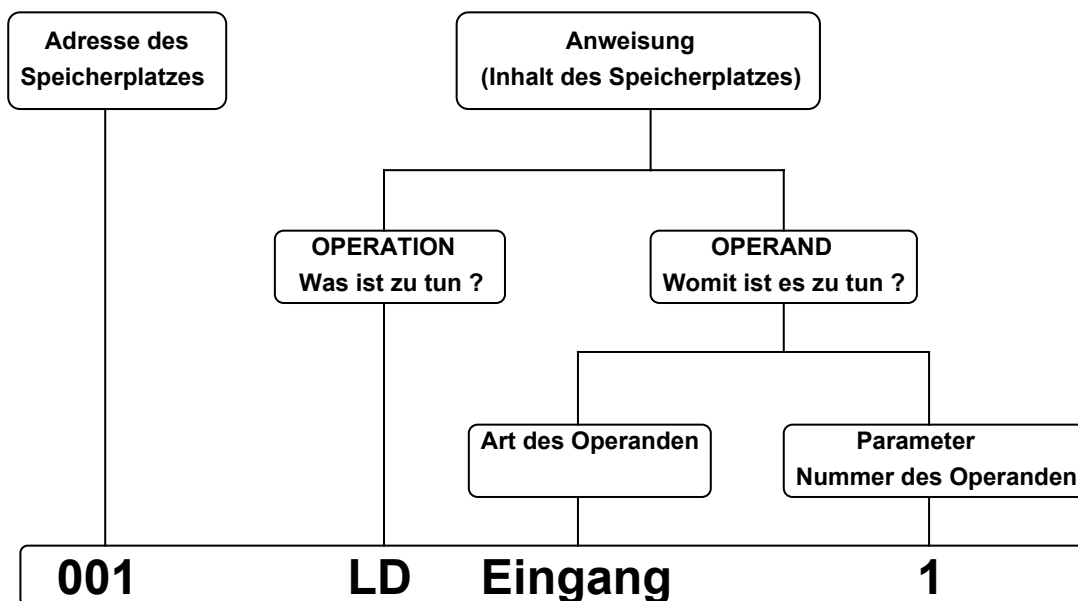 Adresse des
Speicherplatzes
Anweisung
(Inhalt des Speicherplatzes)
OPERATION
Was ist zu tun ?
OPERAND
Womit ist es zu tun ?
Art des Operanden
Parameter
Nummer des Operanden
001 LD Eingang 1